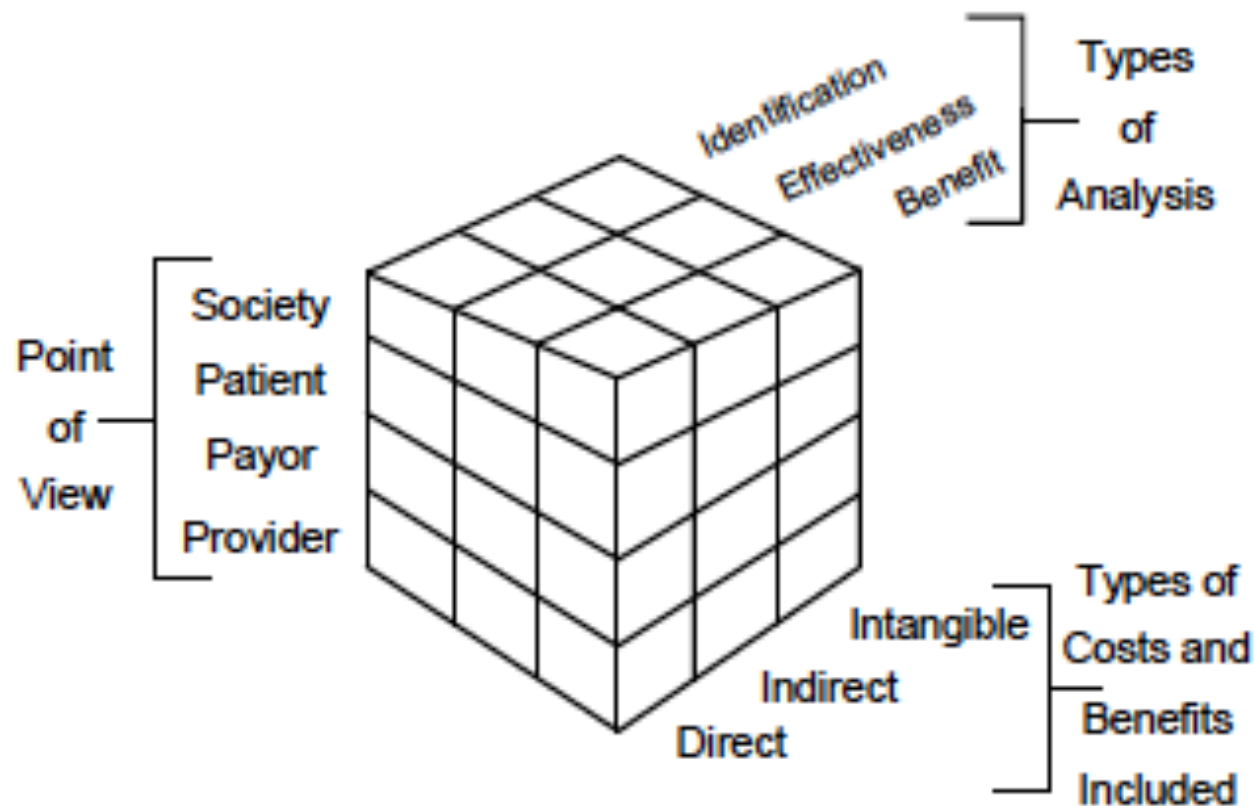 Identification
Effectiveness
Benefit
Types
of
Analysis
Point
of
View
Society
Patient
Payor
Provider
Intangible
Indirect
Direct
Types of
Costs and
Benefits
Included